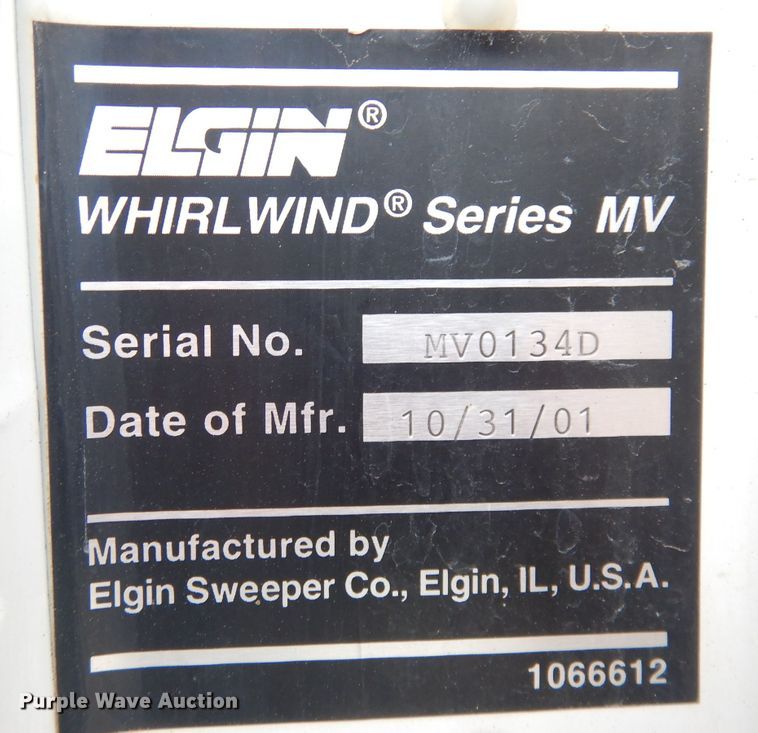 ELGIN®
WHIRLWIND® Series MV
Serial No. MV0134D
Date of Mfr. 10/31/01
Manufactured by
Elgin Sweeper Co., Elgin, IL, U.S.A.
1066612
Purple Wave Auction